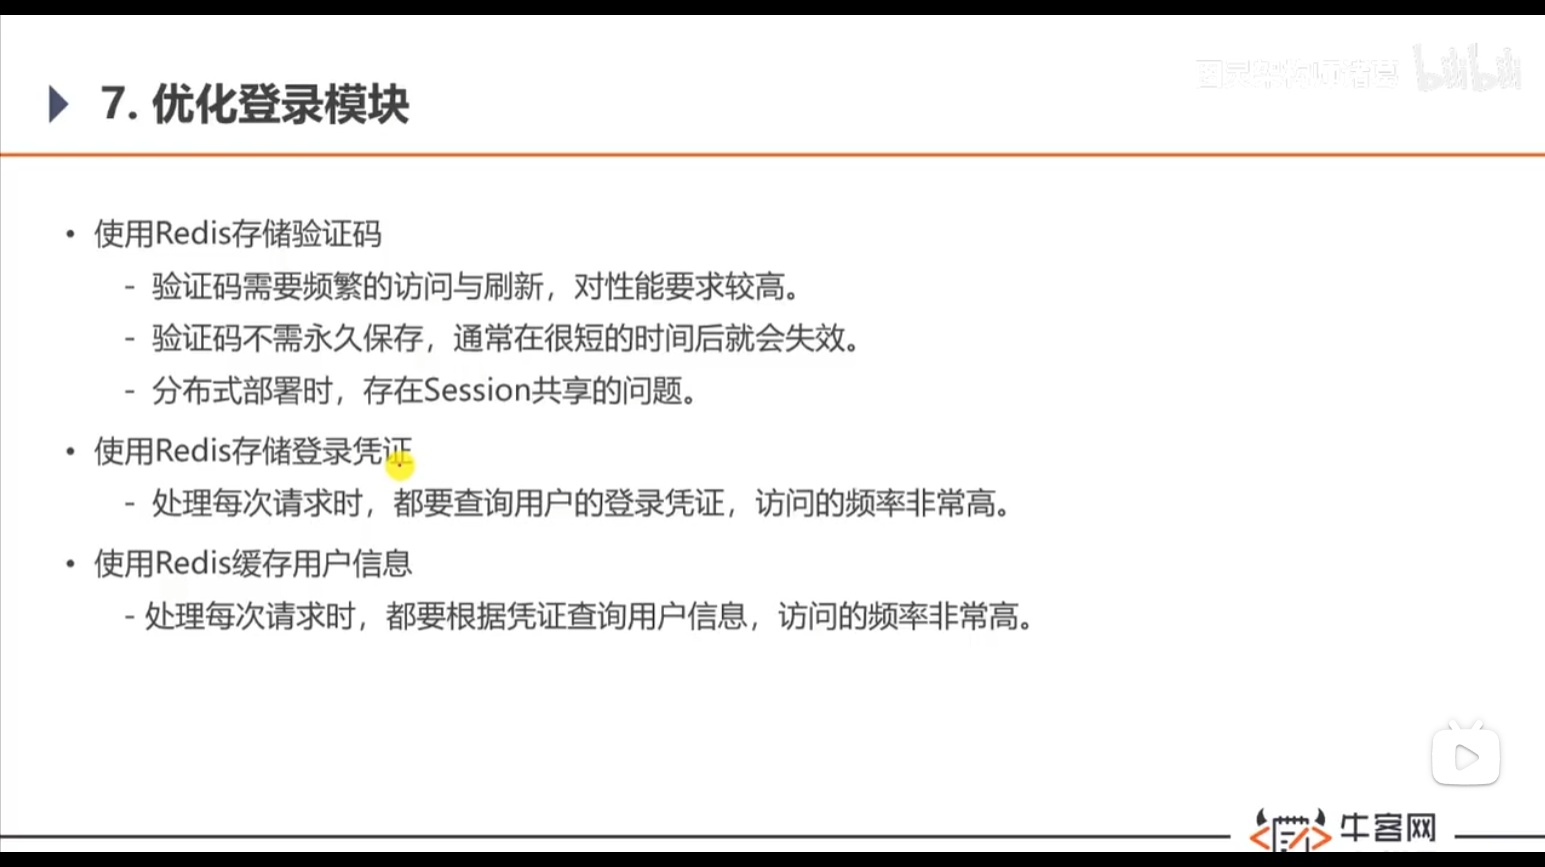 7. 优化登录模块
bilibili
• 使用Redis存储验证码
- 验证码需要频繁的访问与刷新，对性能要求较高。
- 验证码不需永久保存，通常在很短的时间后就会失效。
- 分布式部署时，存在Session共享的问题。
• 使用Redis存储登录凭证
- 处理每次请求时，都要查询用户的登录凭证，访问的频率非常高。
• 使用Redis缓存用户信息
- 处理每次请求时，都要根据凭证查询用户信息，访问的频率非常高。
牛客网